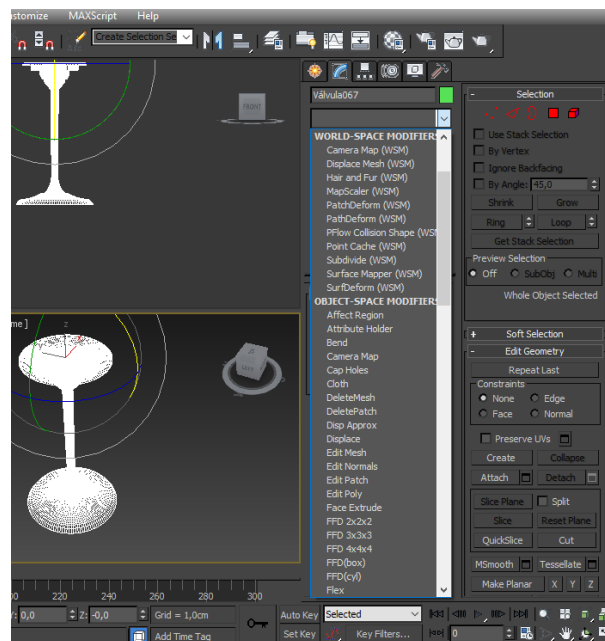 ustomize MAXScript Help
Create Selection Se
Válvula067
FRONT
WORLD-SPACE MODIFIERS
Camera Map (WSM)
Displace Mesh (WSM)
Hair and Fur (WSM)
MapScaler (WSM)
PatchDeform (WSM)
PathDeform (WSM)
PFlow Collision Shape (WSM
Point Cache (WSM)
Subdivide (WSM)
Surface Mapper (WSM)
SurfDeform (WSM)
OBJECT-SPACE MODIFIERS
Affect Region
Attribute Holder
Bend
Camera Map
Cap Holes
Cloth
DeleteMesh
DeletePatch
Disp Approx
Displace
Edit Mesh
Edit Normals
Edit Patch
Edit Poly
Face Extrude
FFD 2x2x2
FFD 3x3x3
FFD 4x4x4
FFD(box)
FFD(cyl)
Flex
- Selection
Use Stack Selection
By Vertex
Ignore Backfacing
By Angle: 45,0
Shrink Grow
Ring Loop
Get Stack Selection
Preview Selection
Off SubObj Multi
Whole Object Selected
+ Soft Selection
- Edit Geometry
Repeat Last
Constraints
None Edge
Face Normal
Preserve UVs
Create Collapse
Attach Detach
Slice Plane Split
Slice Reset Plane
QuickSlice Cut
MSmooth Tessellate
Make Planar X Y Z
me ]
z
220 240 260 280 300
Y: 0,0 Z: -0,0 Grid = 1,0cm
Add Time Tag
Auto Key Selected
Set Key Key Filters...
0